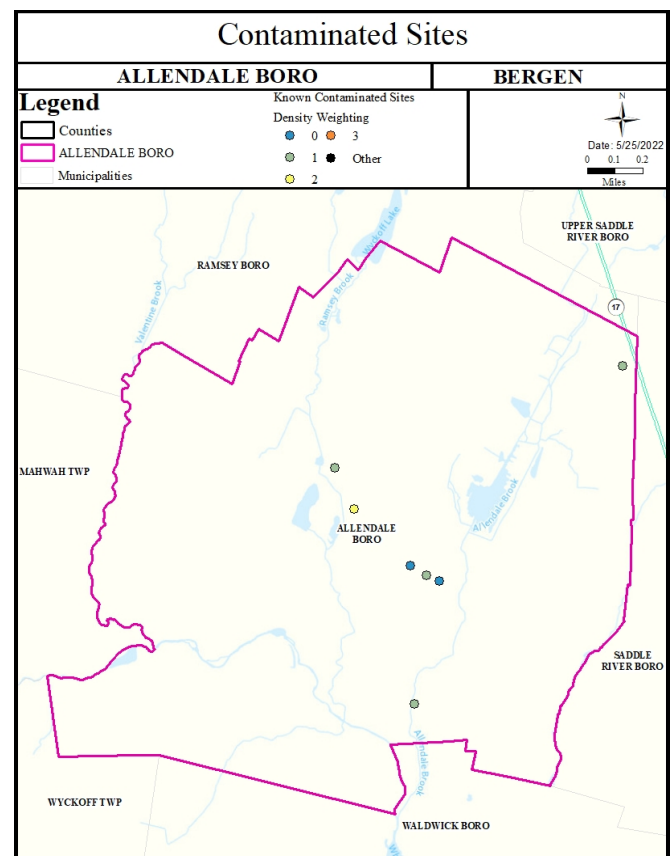 Contaminated Sites
ALLENDALE BORO
BERGEN
Legend
Counties
ALLENDALE BORO
Municipalities
Known Contaminated Sites
Density Weighting
0 3
1 Other
2
N
Date: 5/25/2022
0 0.1 0.2
Miles
UPPER SADDLE
RIVER BORO
RAMSEY BORO
Wyckoff Lake
Ramsey Brook
Valentine Brook
17
MAHWAH TWP
Allendale Brook
ALLENDALE
BORO
SADDLE
RIVER BORO
Allendale Brook
WYCKOFF TWP
WALDWICK BORO